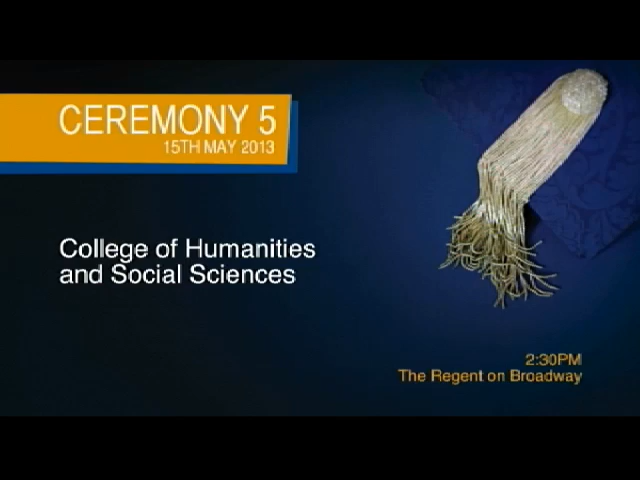 CEREMONY 5
15TH MAY 2013
College of Humanities
and Social Sciences
2:30PM
The Regent on Broadway